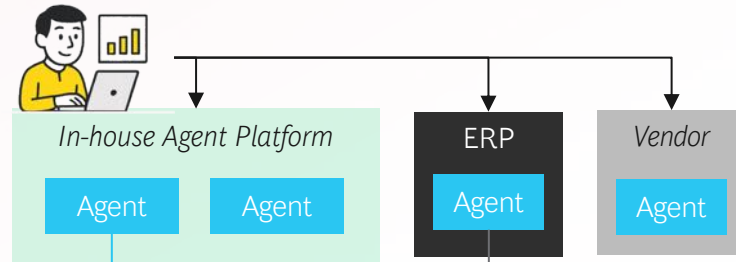 In-house Agent Platform
ERP
Vendor
Agent
Agent
Agent
Agent